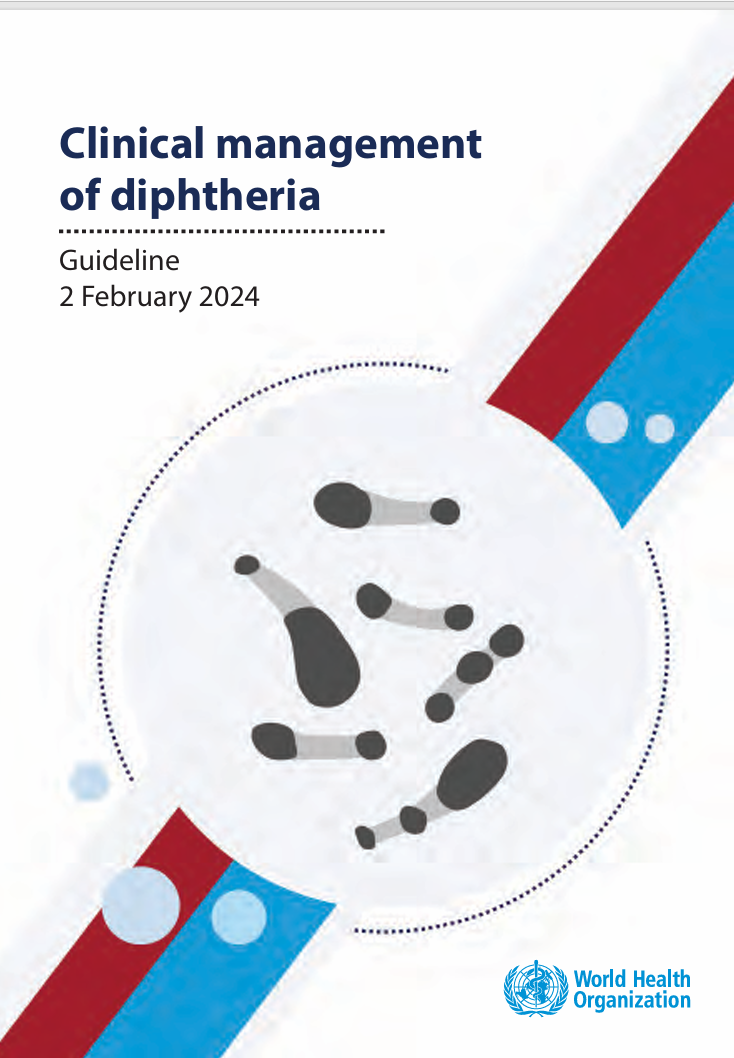 Clinical management
of diphtheria
Guideline
2 February 2024
World Health
Organization